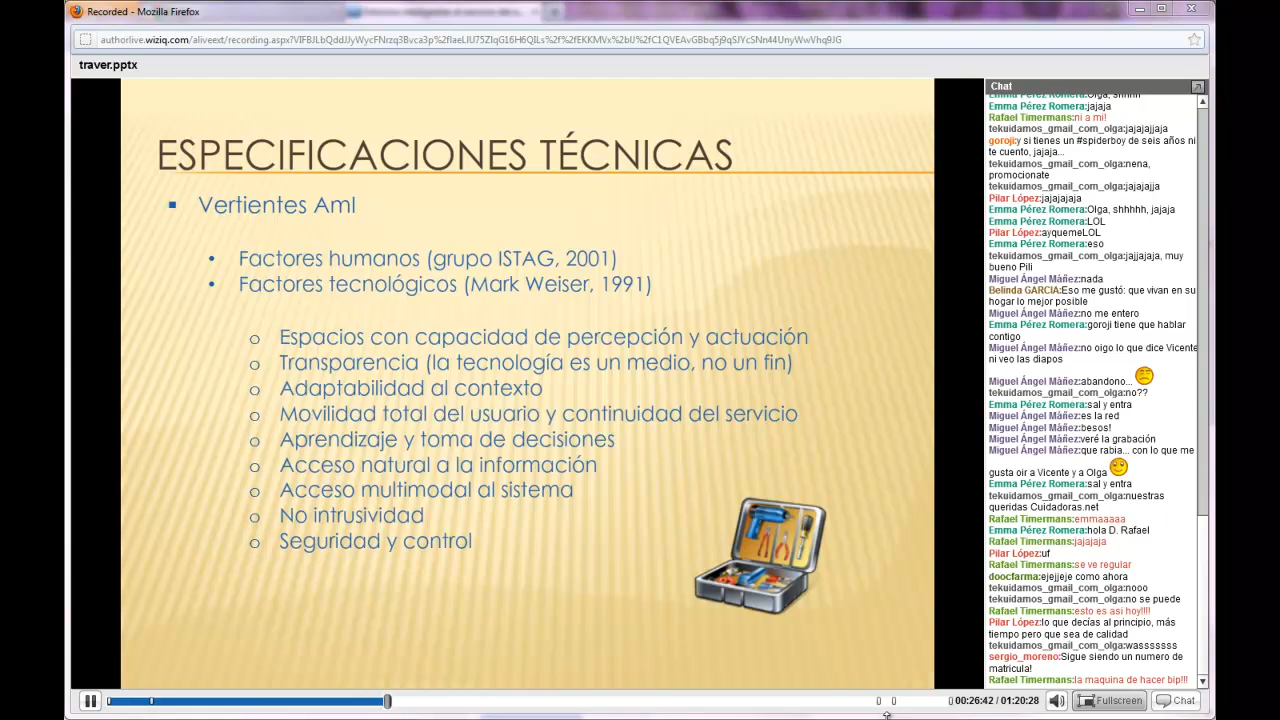 Recorded - Mozilla Firefox
authorlive.wiziq.com/aliveext/recording.aspx?
traver.pptx
ESPECIFICACIONES TÉCNICAS
Vertientes AmI
Factores humanos (grupo ISTAG, 2001)
Factores tecnológicos (Mark Weiser, 1991)
Espacios con capacidad de percepción y actuación
Transparencia (la tecnología es un medio, no un fin)
Adaptabilidad al contexto
Movilidad total del usuario y continuidad del servicio
Aprendizaje y toma de decisiones
Acceso natural a la información
Acceso multimodal al sistema
No intrusividad
Seguridad y control
Chat
Emma Pérez Romera:Olga, shhhh
Emma Pérez Romera:jajaja
Rafael Timermans:ni a mi!
tekuidamos_gmail_com_olga:jajajajjaja
goroji:y si tienes un #spiderboy de seis años ni
te cuento, jajaja...
tekuidamos_gmail_com_olga:nena,
promocionate
tekuidamos_gmail_com_olga:jajajajja
Pilar López:jajajajaja
Emma Pérez Romera:Olga, shhhhh, jajaja
Emma Pérez Romera:LOL
Pilar López:ayquemeLOL
Emma Pérez Romera:eso
tekuidamos_gmail_com_olga:jajjajaja, muy
bueno Pili
Miguel Ángel Máñez:nada
Belinda GARCIA:Eso me gustó: que vivan en su
hogar lo mejor posible
Miguel Ángel Máñez:no me entero
Emma Pérez Romera:goroji tiene que hablar
contigo
Miguel Ángel Máñez:no oigo lo que dice Vicente
ni veo las diapos
Miguel Ángel Máñez:abandono...
tekuidamos_gmail_com_olga:no??
Emma Pérez Romera:sal y entra
Miguel Ángel Máñez:es la red
Miguel Ángel Máñez:besos!
Miguel Ángel Máñez:veré la grabación
Miguel Ángel Máñez:que rabia... con lo que me
gusta oir a Vicente y a Olga
Emma Pérez Romera:sal y entra
tekuidamos_gmail_com_olga:nuestras
queridas Cuidadoras.net
Rafael Timermans:emmaaaaa
Emma Pérez Romera:hola D. Rafael
Rafael Timermans:jajajaja
Pilar López:uf
Rafael Timermans:se ve regular
doocfarma:ejejjeje como ahora
tekuidamos_gmail_com_olga:nooo
tekuidamos_gmail_com_olga:no se puede
Rafael Timermans:esto es asi hoy!!!!
Pilar López:lo que decías al principio, más
tiempo pero que sea de calidad
tekuidamos_gmail_com_olga:wasssssss
sergio_moreno:Sigue siendo un numero de
matricula!
Rafael Timermans:la maquina de hacer bip!!!
00:26:42 / 01:20:28
Fullscreen
Chat